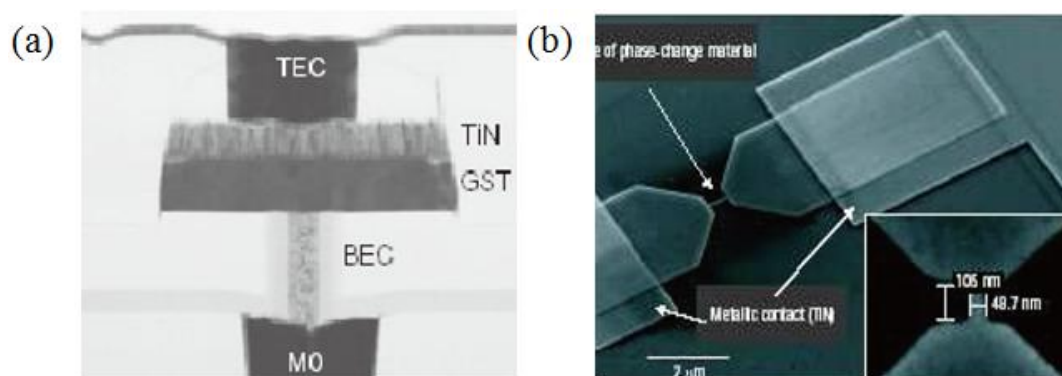 (a)
TEC
TiN
GST
BEC
M0
(b)
e of phase-change material
Metallic contact (TiN)
2 μm
105 nm
48.7 nm